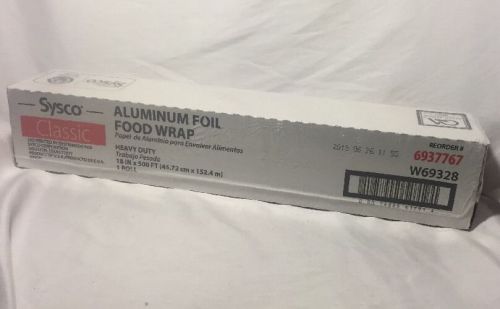 Sysco
Classic
ALUMINUM FOIL
FOOD WRAP
Papel de Aluminio para Envolver Alimentos
HEAVY DUTY
Trabajo Pesado
18 IN x 500 FT (45.72 cm x 152.4 m)
1 ROLL
REORDER #
6937767
W69328